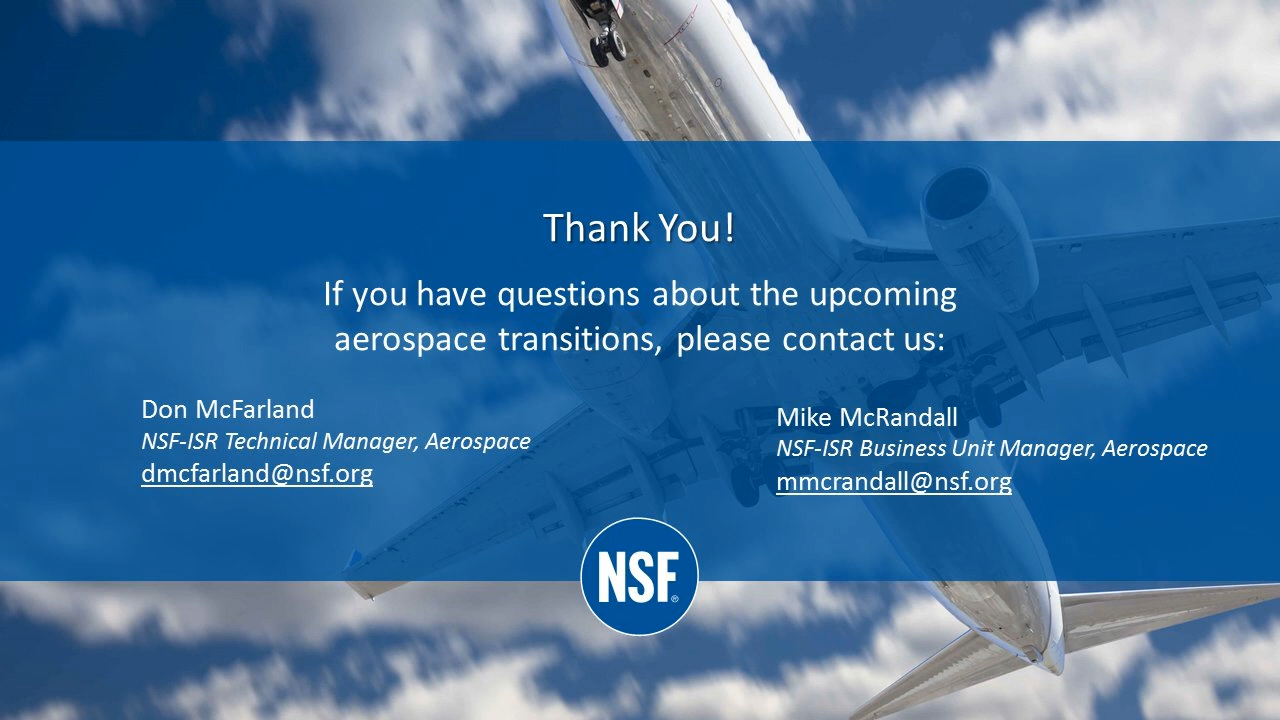 Thank You!
If you have questions about the upcoming
aerospace transitions, please contact us:
Don McFarland
NSF-ISR Technical Manager, Aerospace
dmcfarland@nsf.org
Mike McRandall
NSF-ISR Business Unit Manager, Aerospace
mmcrandall@nsf.org
NSF®